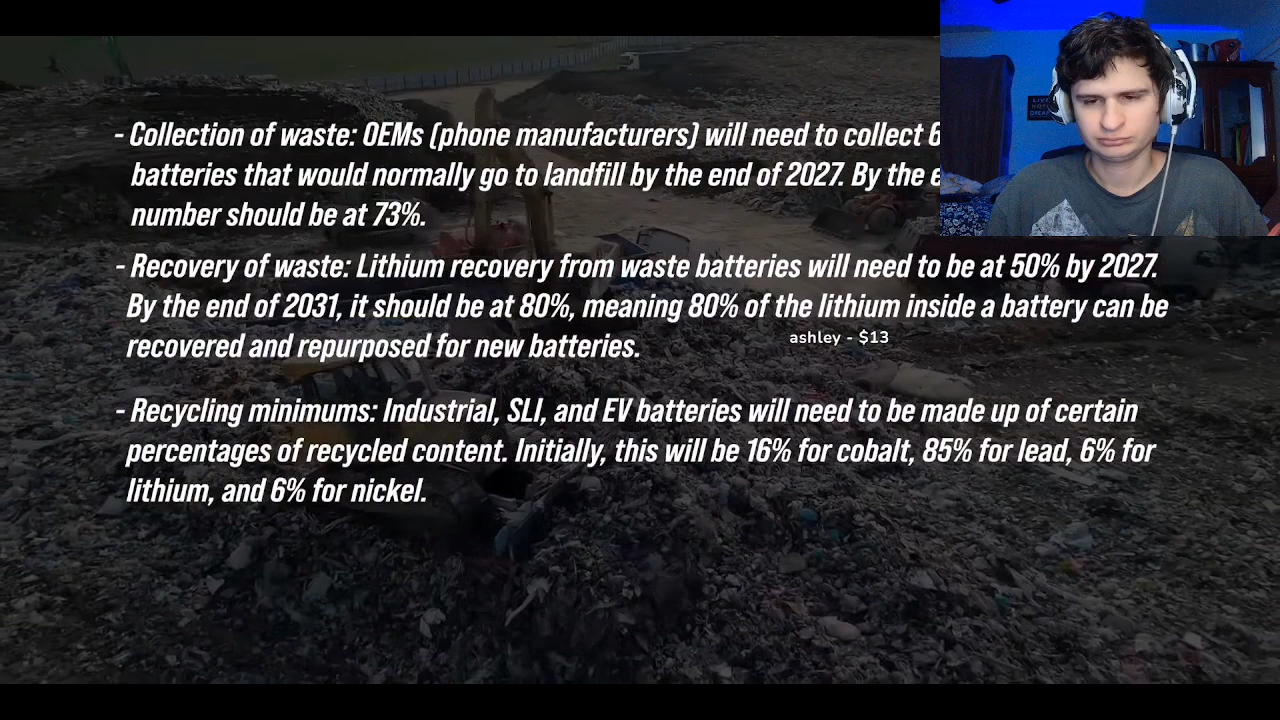 - Collection of waste: OEMs (phone manufacturers) will need to collect 6
batteries that would normally go to landfill by the end of 2027. By the
number should be at 73%.
- Recovery of waste: Lithium recovery from waste batteries will need to be at 50% by 2027.
By the end of 2031, it should be at 80%, meaning 80% of the lithium inside a battery can be
recovered and repurposed for new batteries.
ashley - $13
- Recycling minimums: Industrial, SLI, and EV batteries will need to be made up of certain
percentages of recycled content. Initially, this will be 16% for cobalt, 85% for lead, 6% for
lithium, and 6% for nickel.